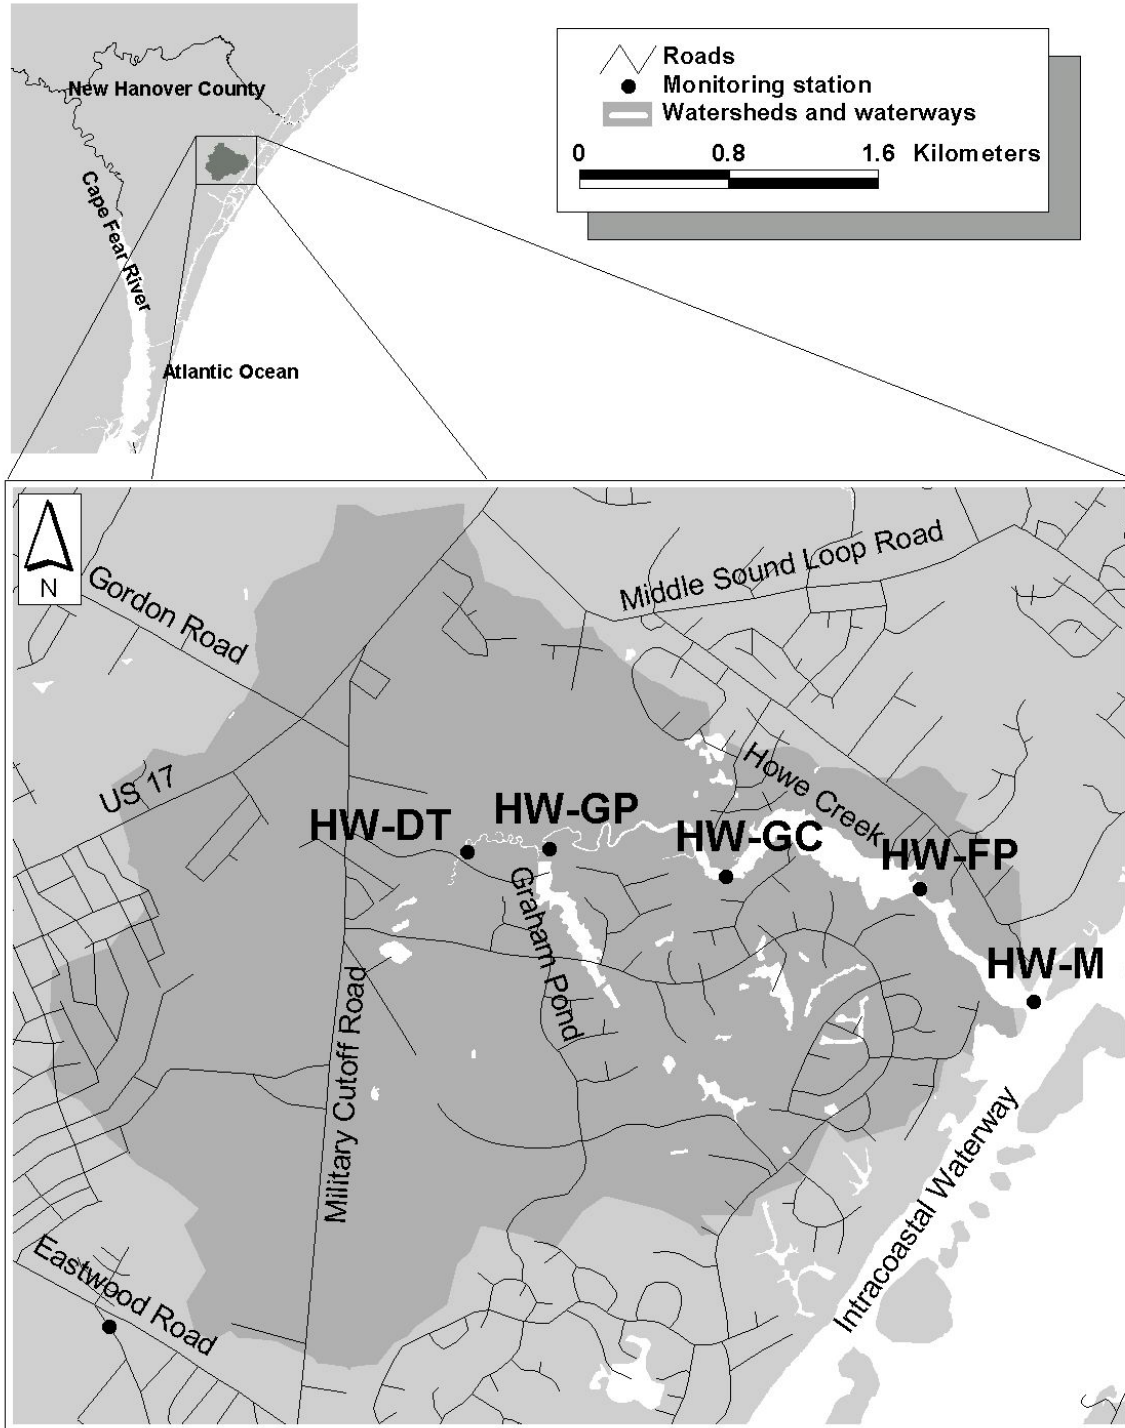 New Hanover County
Cape Fear River
Atlantic Ocean
Roads
Monitoring station
Watersheds and waterways
0 0.8 1.6 Kilometers
N
Gordon Road
Middle Sound Loop Road
US 17
Howe Creek
HW-DT
HW-GP
HW-GC
HW-FP
HW-M
Graham Pond
Military Cutoff Road
Intracoastal Waterway
Eastwood Road